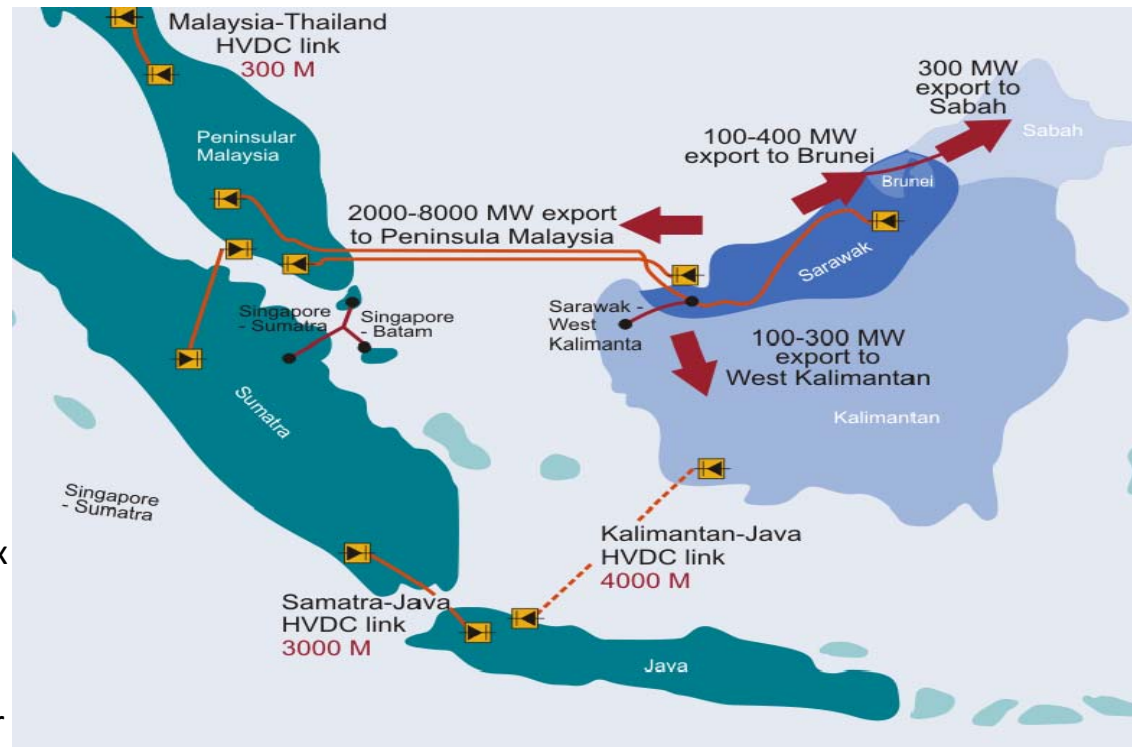 Malaysia-Thailand
HVDC link
300 M
Peninsular
Malaysia
300 MW
export to
Sabah
Sabah
100-400 MW
export to Brunei
Brunei
2000-8000 MW export
to Peninsula Malaysia
Sarawak
Singapore
- Sumatra
Singapore
- Batam
Sarawak -
West
Kalimanta
100-300 MW
export to
West Kalimantan
Sumatra
Kalimantan
Singapore
- Sumatra
Kalimantan-Java
HVDC link
4000 M
x
Samatra-Java
HVDC link
3000 M
Java
r